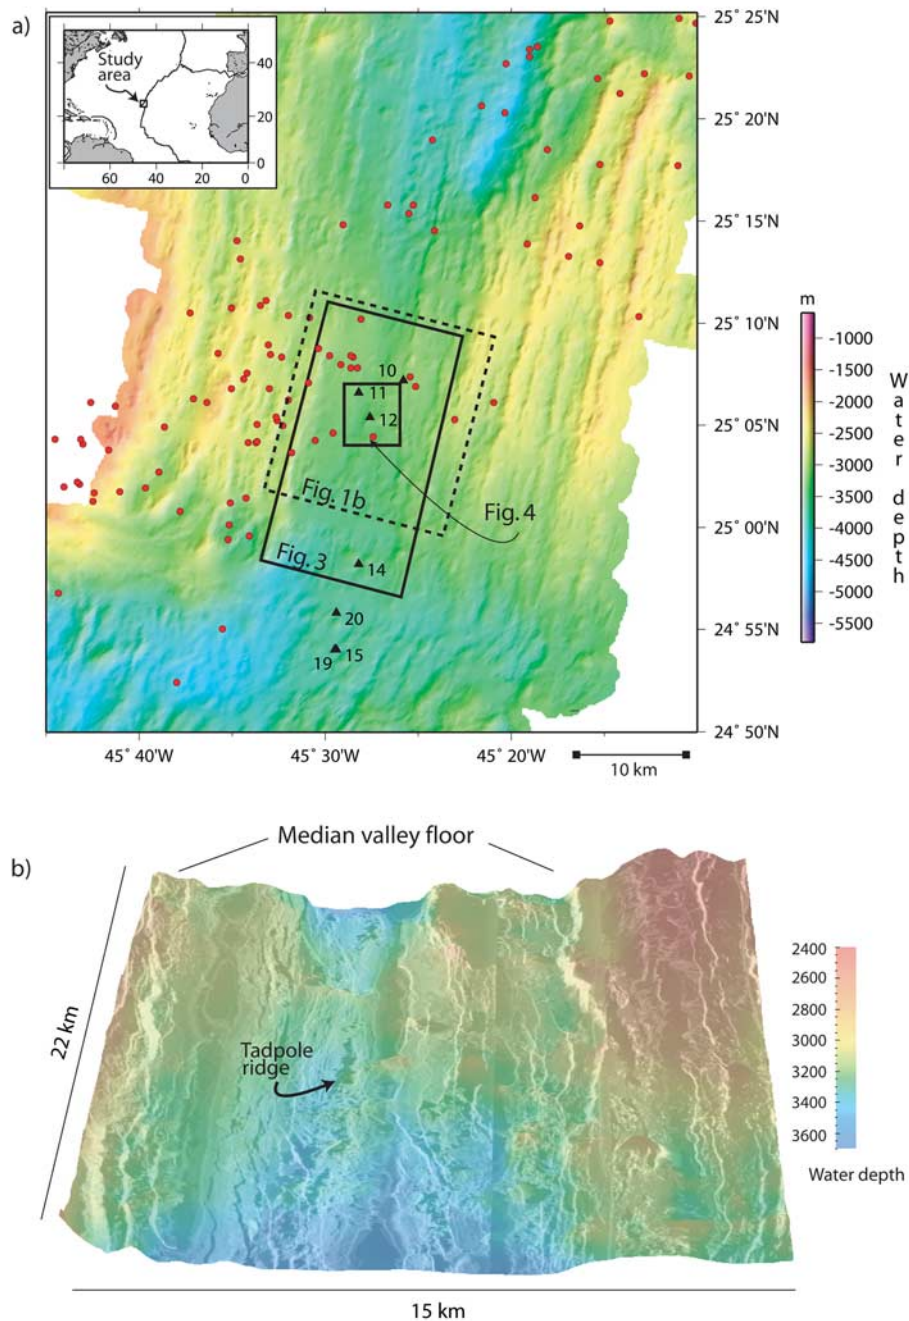 a)
Study
area
40
20
0
60
40
20
0
25° 25'N
25° 20'N
25° 15'N
25° 10'N
25° 05'N
25° 00'N
24° 55'N
24° 50'N
10
11
12
Fig. 1b
Fig. 4
Fig. 3
14
20
19
15
45° 40'W
45° 30'W
45° 20'W
10 km
m
-1000
-1500
-2000
-2500
-3000
-3500
-4000
-4500
-5000
-5500
Water depth
b)
Median valley floor
22 km
Tadpole
ridge
15 km
2400
2600
2800
3000
3200
3400
3600
Water depth